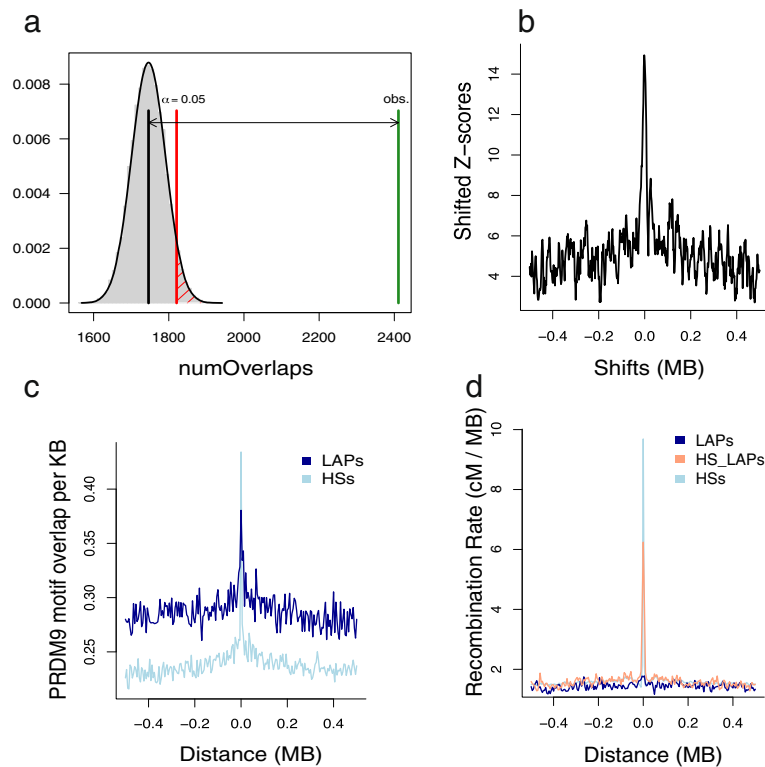 a
α = 0.05
obs.
0.008
0.006
0.004
0.002
0.000
1600 1800 2000 2200 2400
numOverlaps
b
Shifted Z−scores
14
12
10
8
6
4
−0.4 −0.2 0.0 0.2 0.4
Shifts (MB)
c
PRDM9 motif overlap per KB
LAPs
HSs
0.40
0.35
0.30
0.25
−0.4 −0.2 0.0 0.2 0.4
Distance (MB)
d
Recombination Rate (cM / MB)
LAPs
HS_LAPs
HSs
10
8
6
4
2
−0.4 −0.2 0.0 0.2 0.4
Distance (MB)